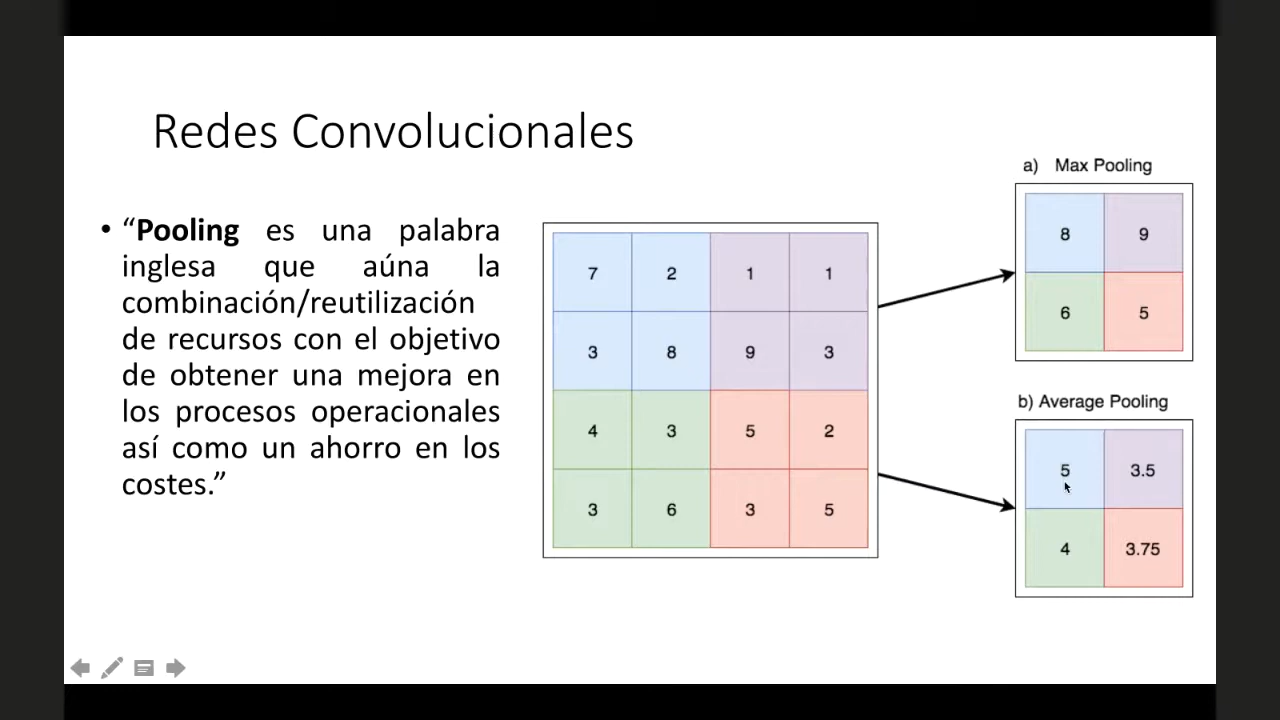 Redes Convolucionales
• “Pooling es una palabra
inglesa que aúna la
combinación/reutilización
de recursos con el objetivo
de obtener una mejora en
los procesos operacionales
así como un ahorro en los
costes.”
7 2 1 1
3 8 9 3
4 3 5 2
3 6 3 5
a) Max Pooling
8 9
6 5
b) Average Pooling
5 3.5
4 3.75